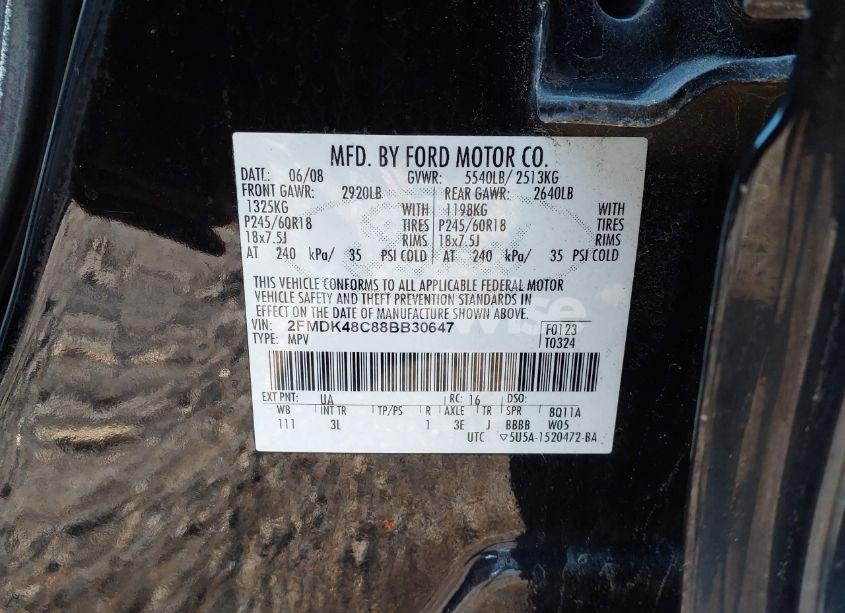 MFD. BY FORD MOTOR CO.
DATE: 06/08 GVWR: 5540LB/ 2513KG
FRONT GAWR: 2920LB REAR GAWR: 2640LB
1325KG WITH 1198KG WITH
P245/60R18 TIRES P245/60R18 TIRES
18x7.5J RIMS 18x7.5J RIMS
AT 240 kPa/ 35 PSI COLD AT 240 kPa/ 35 PSI COLD
THIS VEHICLE CONFORMS TO ALL APPLICABLE FEDERAL MOTOR
VEHICLE SAFETY AND THEFT PREVENTION STANDARDS IN
EFFECT ON THE DATE OF MANUFACTURE SHOWN ABOVE.
VIN: 2FMDK48C88BB30647 F0123
TYPE: MPV T0324
EXT PNT: UA RC: 16 DSO:
WB INT TR TP/PS R AXLE TR SPR 8Q11A
111 3L 1 3E J BBBB W05
UTC ▽5U5A-1520472-BA